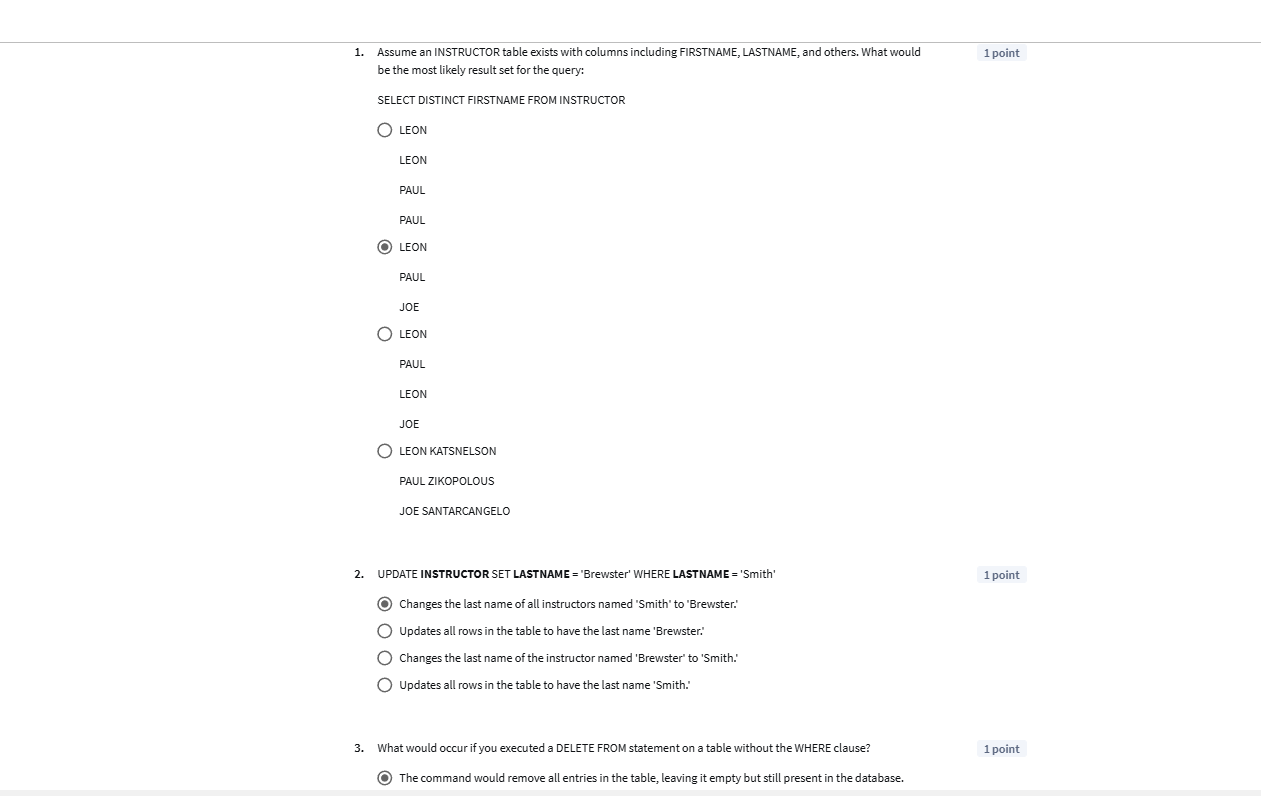 1. Assume an INSTRUCTOR table exists with columns including FIRSTNAME, LASTNAME, and others. What would 1 point
be the most likely result set for the query:
SELECT DISTINCT FIRSTNAME FROM INSTRUCTOR
LEON
LEON
PAUL
PAUL
LEON
PAUL
JOE
LEON
PAUL
LEON
JOE
LEON KATSNELSON
PAUL ZIKOPOLOUS
JOE SANTARCANGELO
2. UPDATE INSTRUCTOR SET LASTNAME = 'Brewster' WHERE LASTNAME = 'Smith' 1 point
Changes the last name of all instructors named 'Smith' to 'Brewster.'
Updates all rows in the table to have the last name 'Brewster.'
Changes the last name of the instructor named 'Brewster' to 'Smith.'
Updates all rows in the table to have the last name 'Smith.'
3. What would occur if you executed a DELETE FROM statement on a table without the WHERE clause? 1 point
The command would remove all entries in the table, leaving it empty but still present in the database.